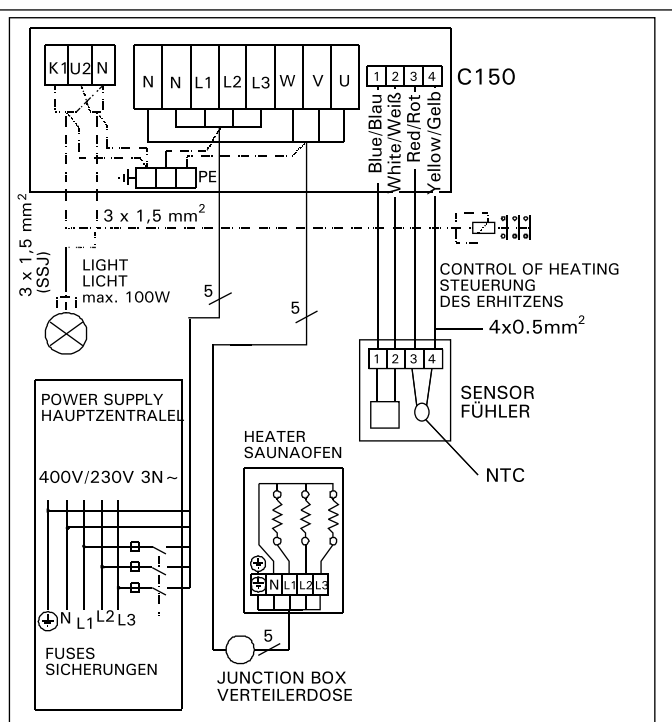 K1 U2 N
N N L1 L2 L3 W V U
1 2 3 4
C150
Blue/Blau
White/Weiß
Red/Rot
Yellow/Gelb
PE
3 x 1,5 mm²
(SSJ)
3 x 1,5 mm²
LIGHT
LICHT
max. 100W
5
5
CONTROL OF HEATING
STEUERUNG
DES ERHITZENS
4x0.5mm²
1 2 3 4
SENSOR
FÜHLER
NTC
POWER SUPPLY
HAUPTZENTRALEL
400V/230V 3N~
N L1 L2 L3
FUSES
SICHERUNGEN
HEATER
SAUNAOFEN
N L1 L2 L3
5
JUNCTION BOX
VERTEILERDOSE